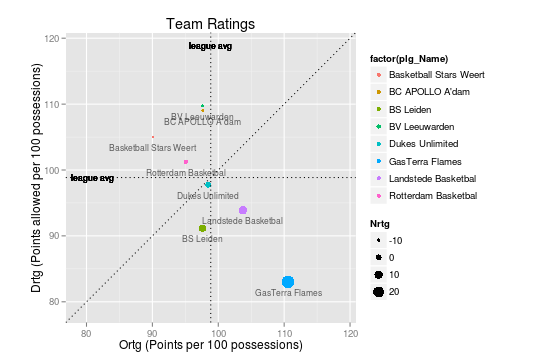 Team Ratings
league avg
120
110
100
90
80
Drtg (Points allowed per 100 possessions)
BV Leeuwarden
BC APOLLO A'dam
Basketball Stars Weert
Rotterdam Basketbal
league avg
Dukes Unlimited
Landstede Basketbal
BS Leiden
GasTerra Flames
80
90
100
110
120
Ortg (Points per 100 possessions)
factor(plg_Name)
Basketball Stars Weert
BC APOLLO A'dam
BS Leiden
BV Leeuwarden
Dukes Unlimited
GasTerra Flames
Landstede Basketbal
Rotterdam Basketbal
Nrtg
-10
0
10
20